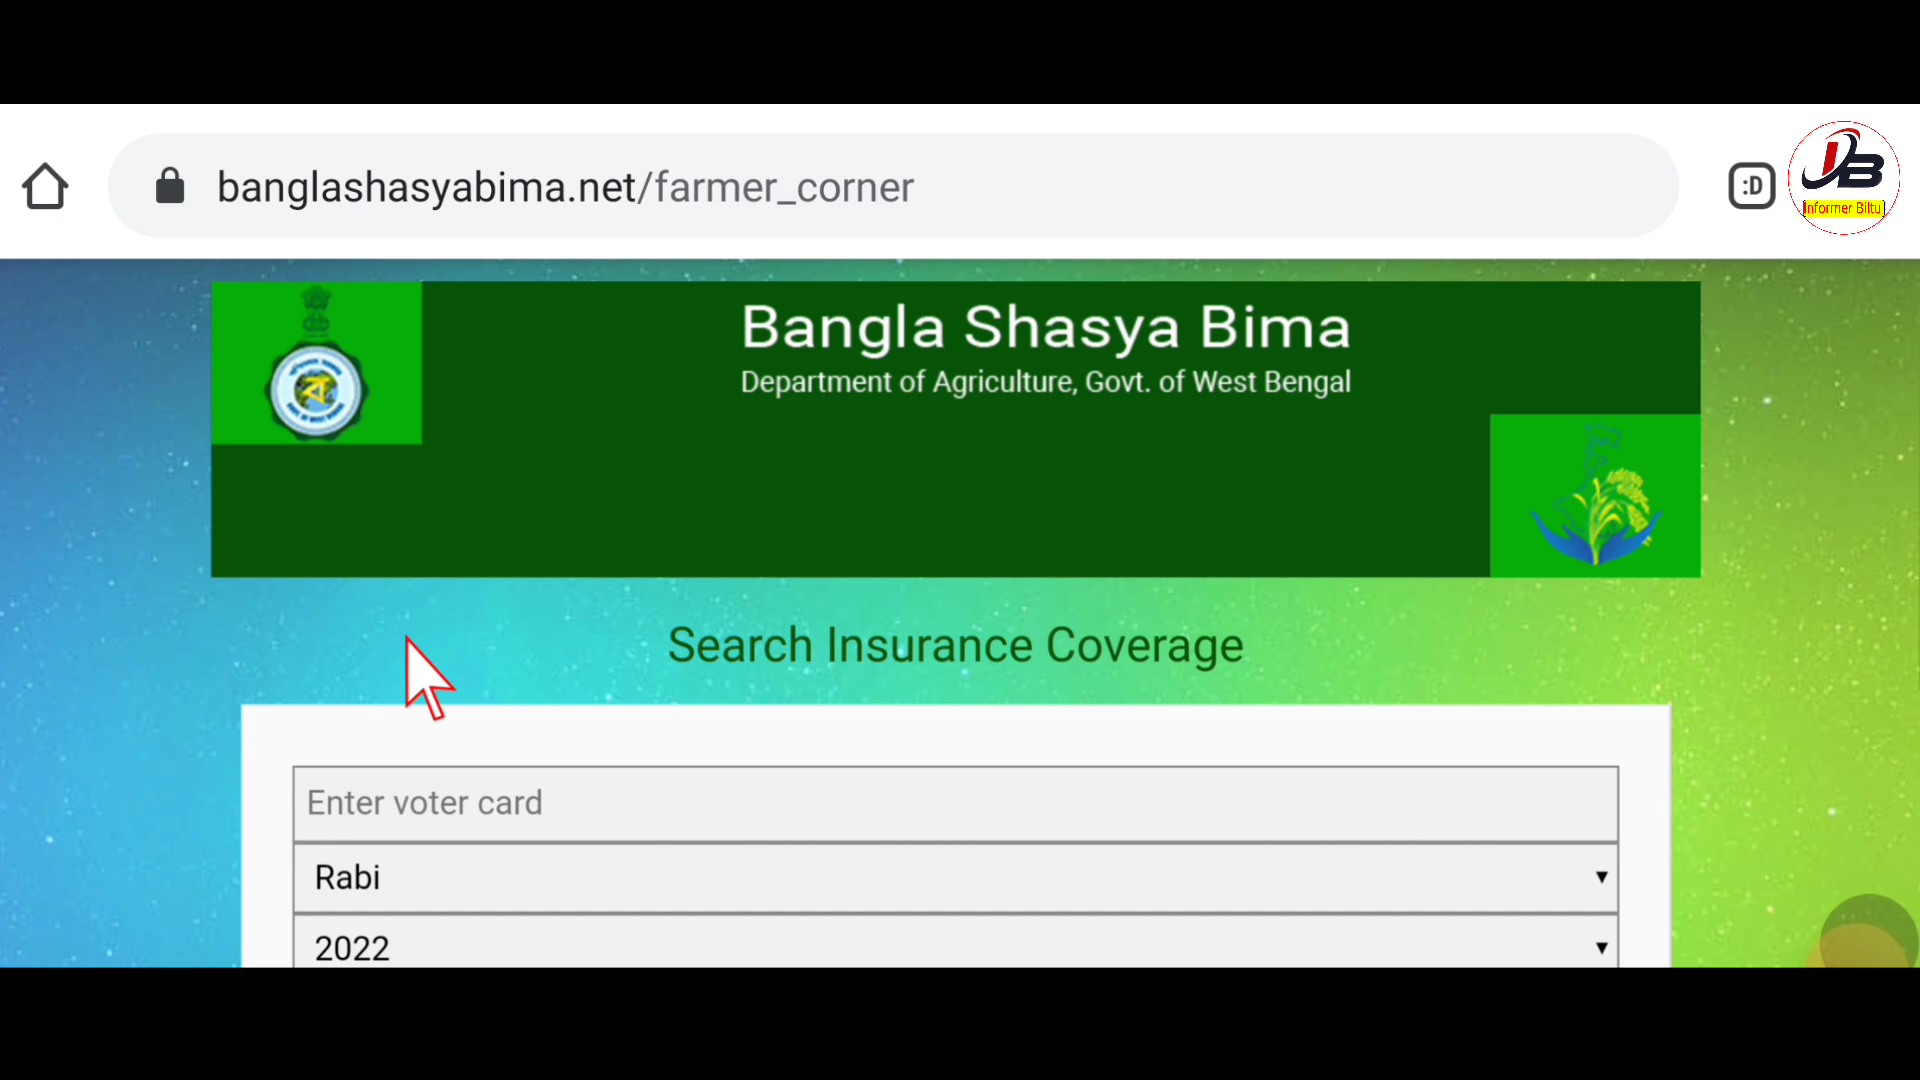 banglashasyabima.net/farmer_corner
:D
IB
Informer Biltu
Bangla Shasya Bima
Department of Agriculture, Govt. of West Bengal
Search Insurance Coverage
Enter voter card
Rabi
2022